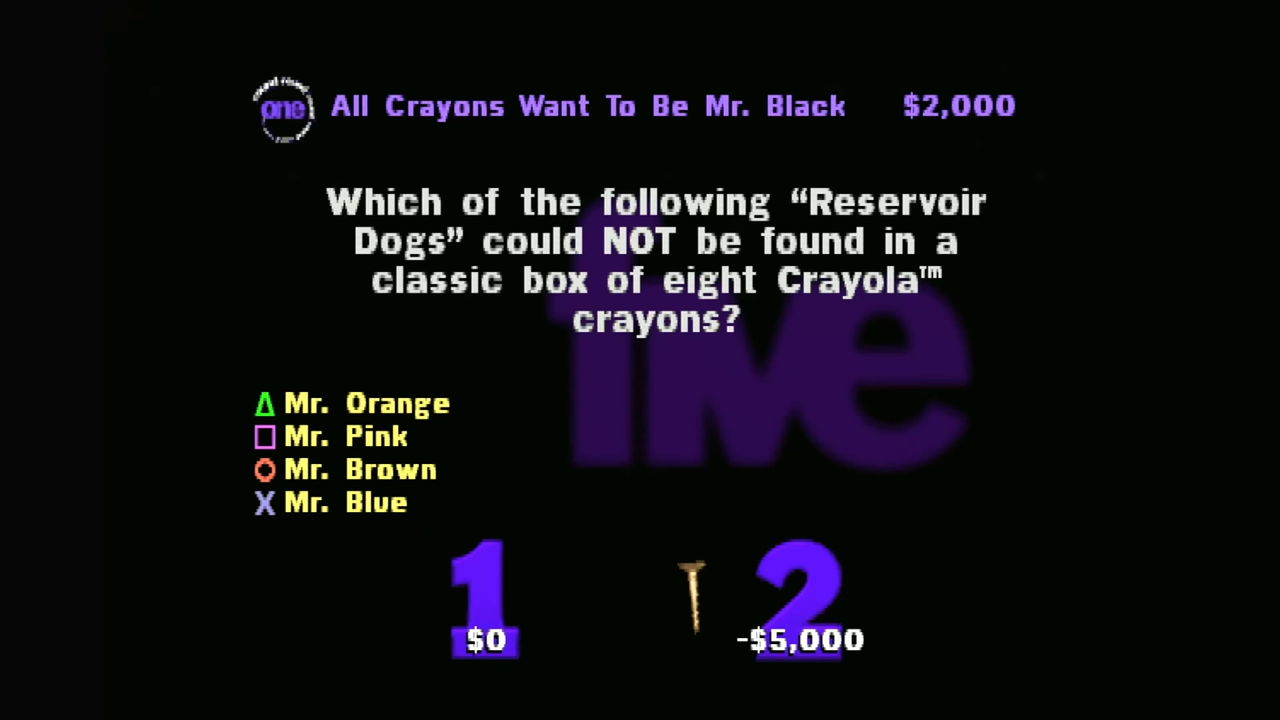 one All Crayons Want To Be Mr. Black $2,000
Which of the following “Reservoir
Dogs” could NOT be found in a
classic box of eight Crayola™
crayons?
five
Δ Mr. Orange
□ Mr. Pink
O Mr. Brown
X Mr. Blue
1 2
$0 -$5,000